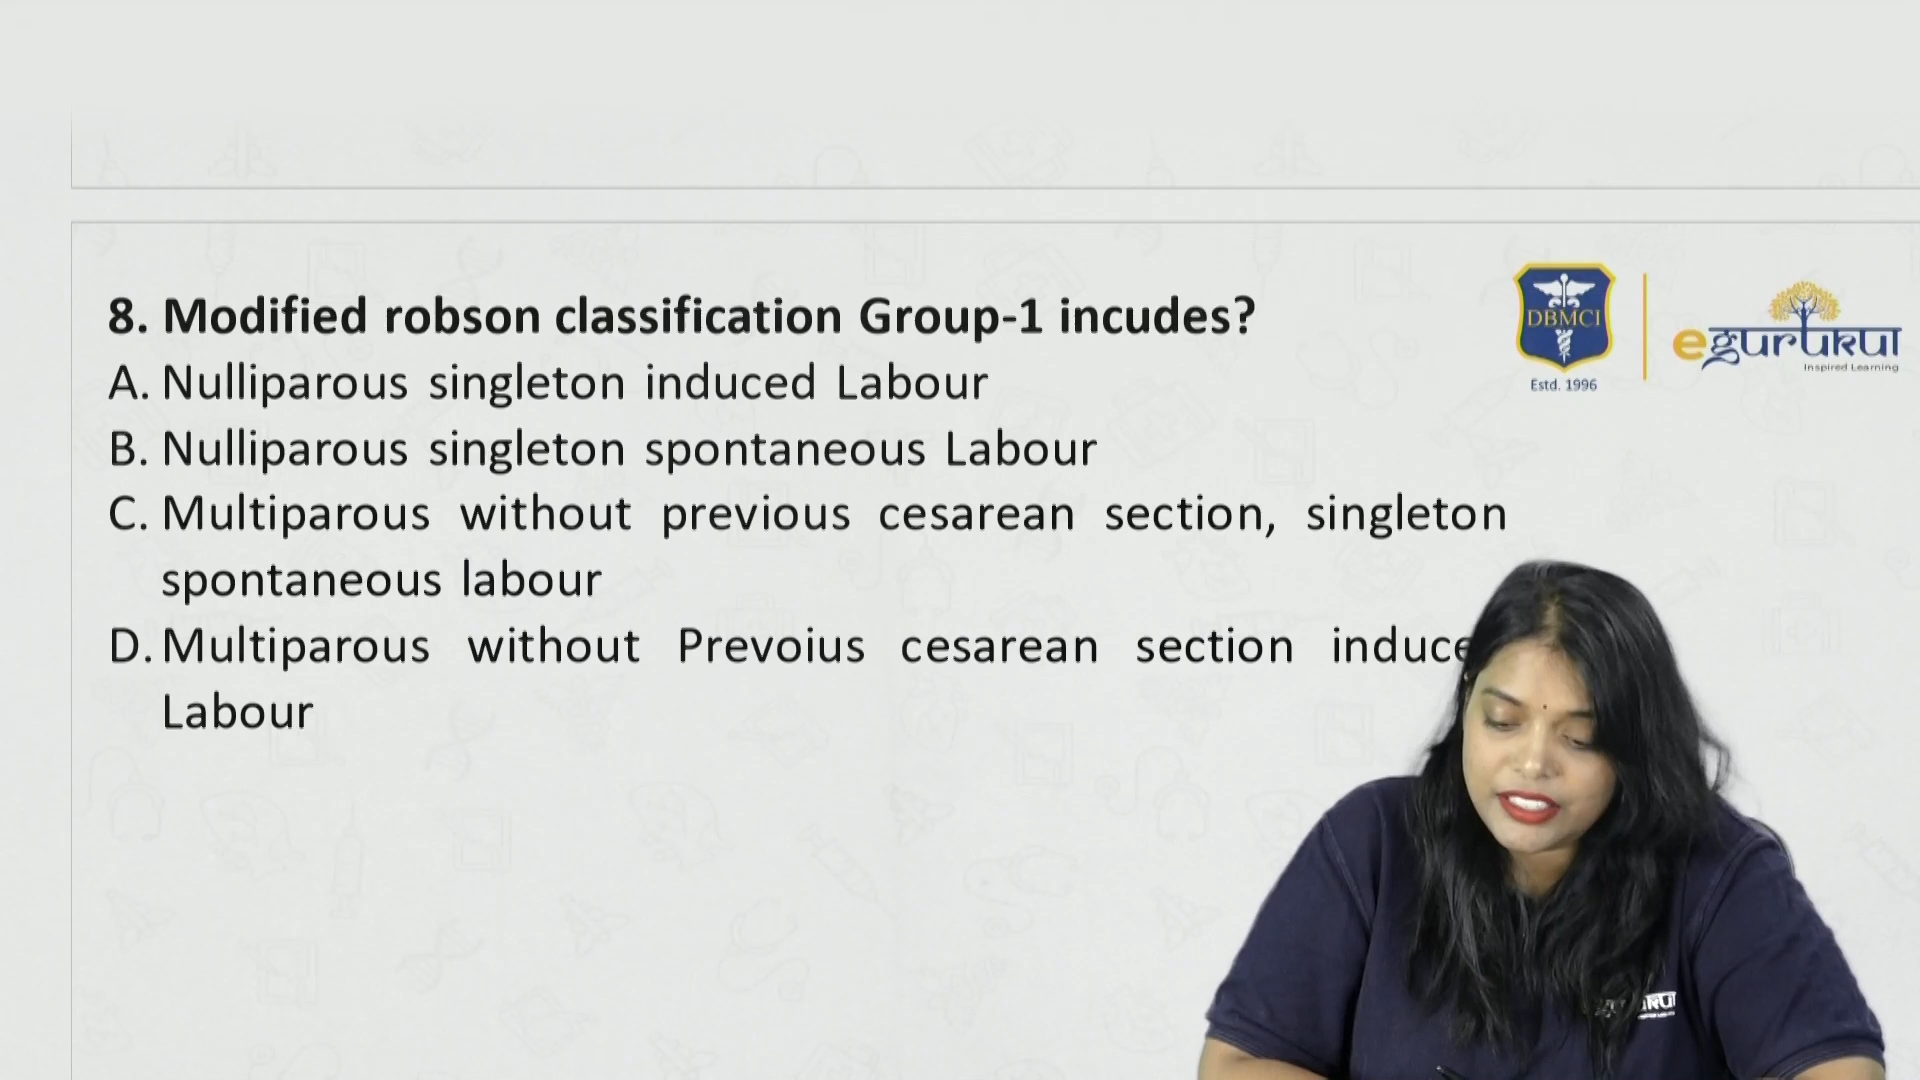 8. Modified robson classification Group-1 incudes?
A. Nulliparous singleton induced Labour
B. Nulliparous singleton spontaneous Labour
C. Multiparous without previous cesarean section, singleton
spontaneous labour
D. Multiparous without Prevoius cesarean section
Labour
DBMCI
Estd. 1996
egurukul
Inspired Learning